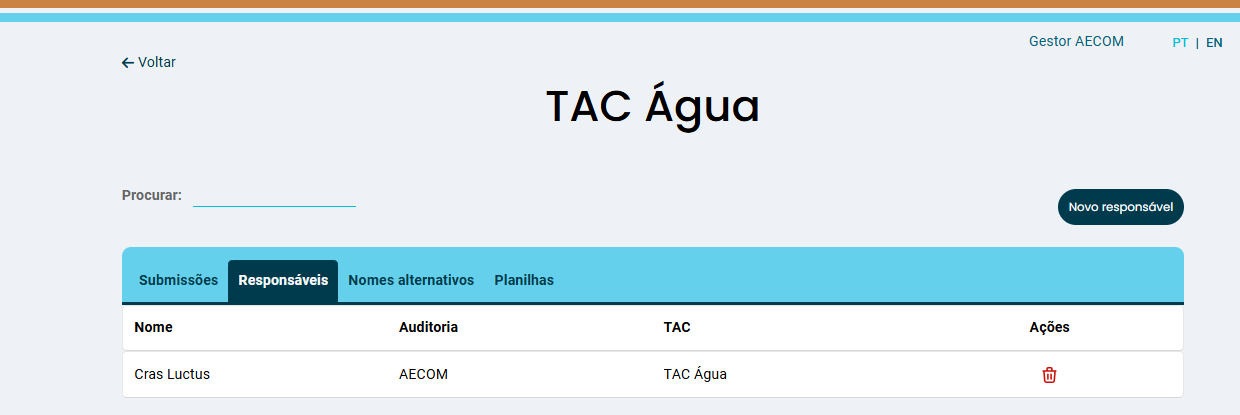 Gestor AECOM PT | EN
Voltar
TAC Água
Procurar:
Novo responsável
Submissões Responsáveis Nomes alternativos Planilhas
Nome Auditoria TAC Ações
Cras Luctus AECOM TAC Água